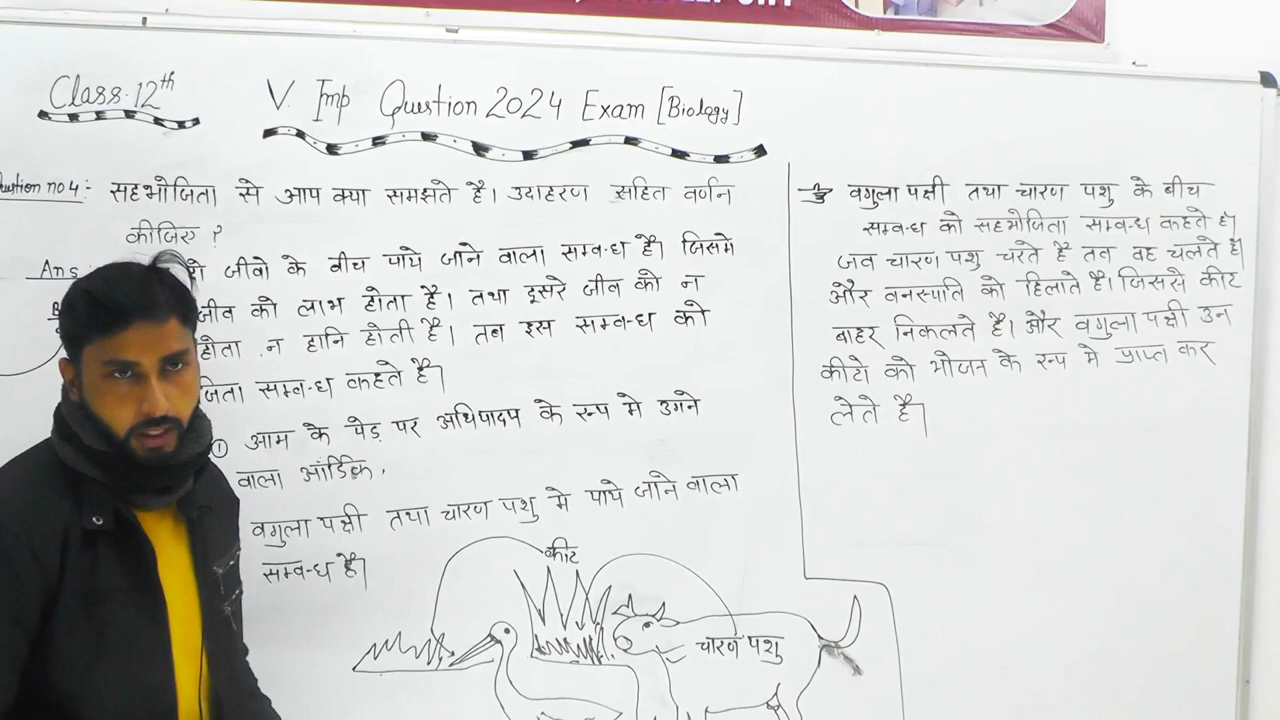 Class-12th
V. Imp Question 2024 Exam [Biology]
Question no 4:- सहभोजिता से आप क्या समझते है। उदाहरण सहित वर्णन
कीजिए ?
Ans
जीवो के बीच पाये जाने वाला सम्बन्ध है। जिसमे
जीव को लाभ होता है। तथा दूसरे जीव को न
होता न हानि होती है। तब इस सम्बन्ध को
जिता सम्बन्ध कहते है।
① आम के पेड़ पर अधिपादप के रूप मे उगने
वाला आंर्डिक,
वगुला पक्षी तथा चारण पशु मे पाये जाने वाला
सम्बन्ध है।
कीट
चारण पशु
वगुला पक्षी तथा चारण पशु के बीच
सम्बन्ध को सहभोजिता सम्बन्ध कहते है।
जब चारण पशु चरते है तब वह चलते है।
और वनस्पाति को हिलाते है। जिससे कीट
बाहर निकलते है। और वगुला पक्षी उन
कीटो को भोजन के रूप मे प्राप्त कर
लेते है।